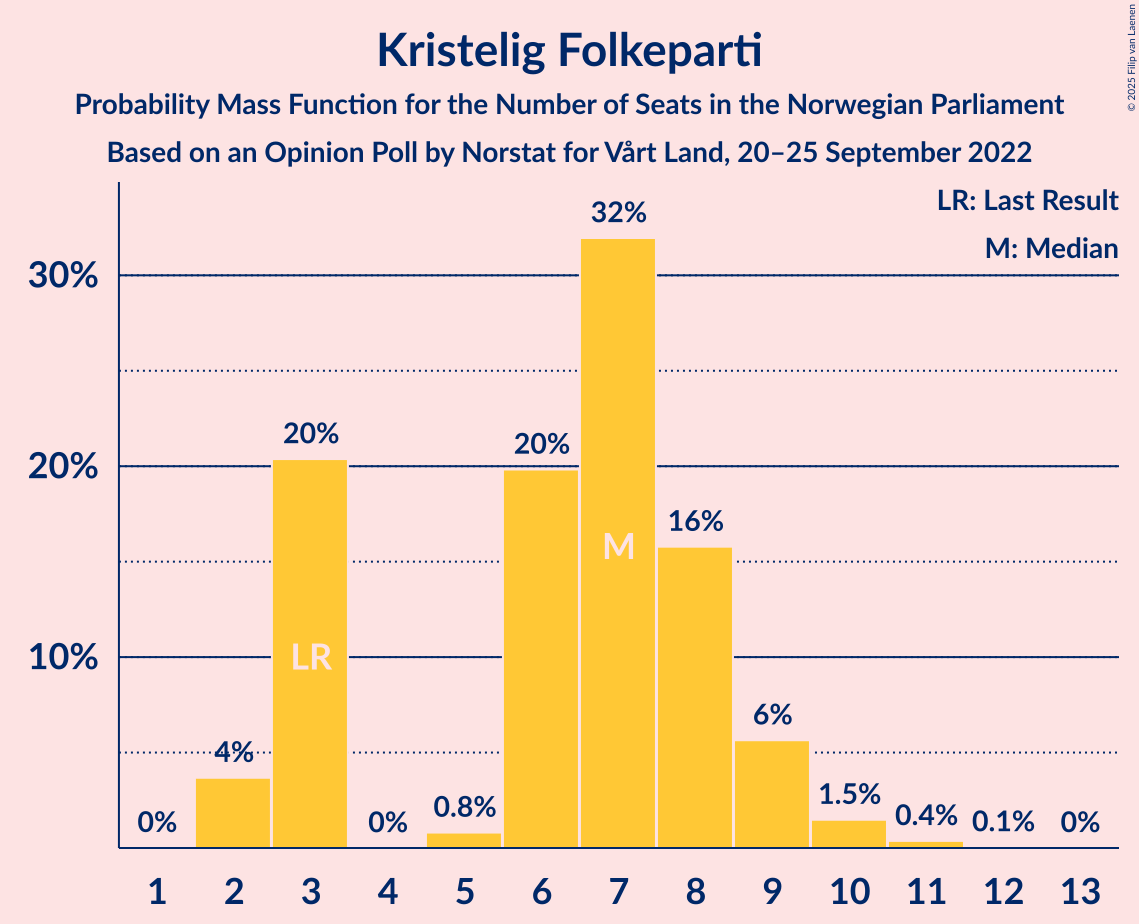 Kristelig Folkeparti
Probability Mass Function for the Number of Seats in the Norwegian Parliament
Based on an Opinion Poll by Norstat for Vårt Land, 20–25 September 2022
© 2025 Filip van Laenen
LR: Last Result
M: Median
30%
20%
10%
0%
4%
20%
0%
0.8%
20%
32%
16%
6%
1.5%
0.4%
0.1%
0%
LR
M
1 2 3 4 5 6 7 8 9 10 11 12 13